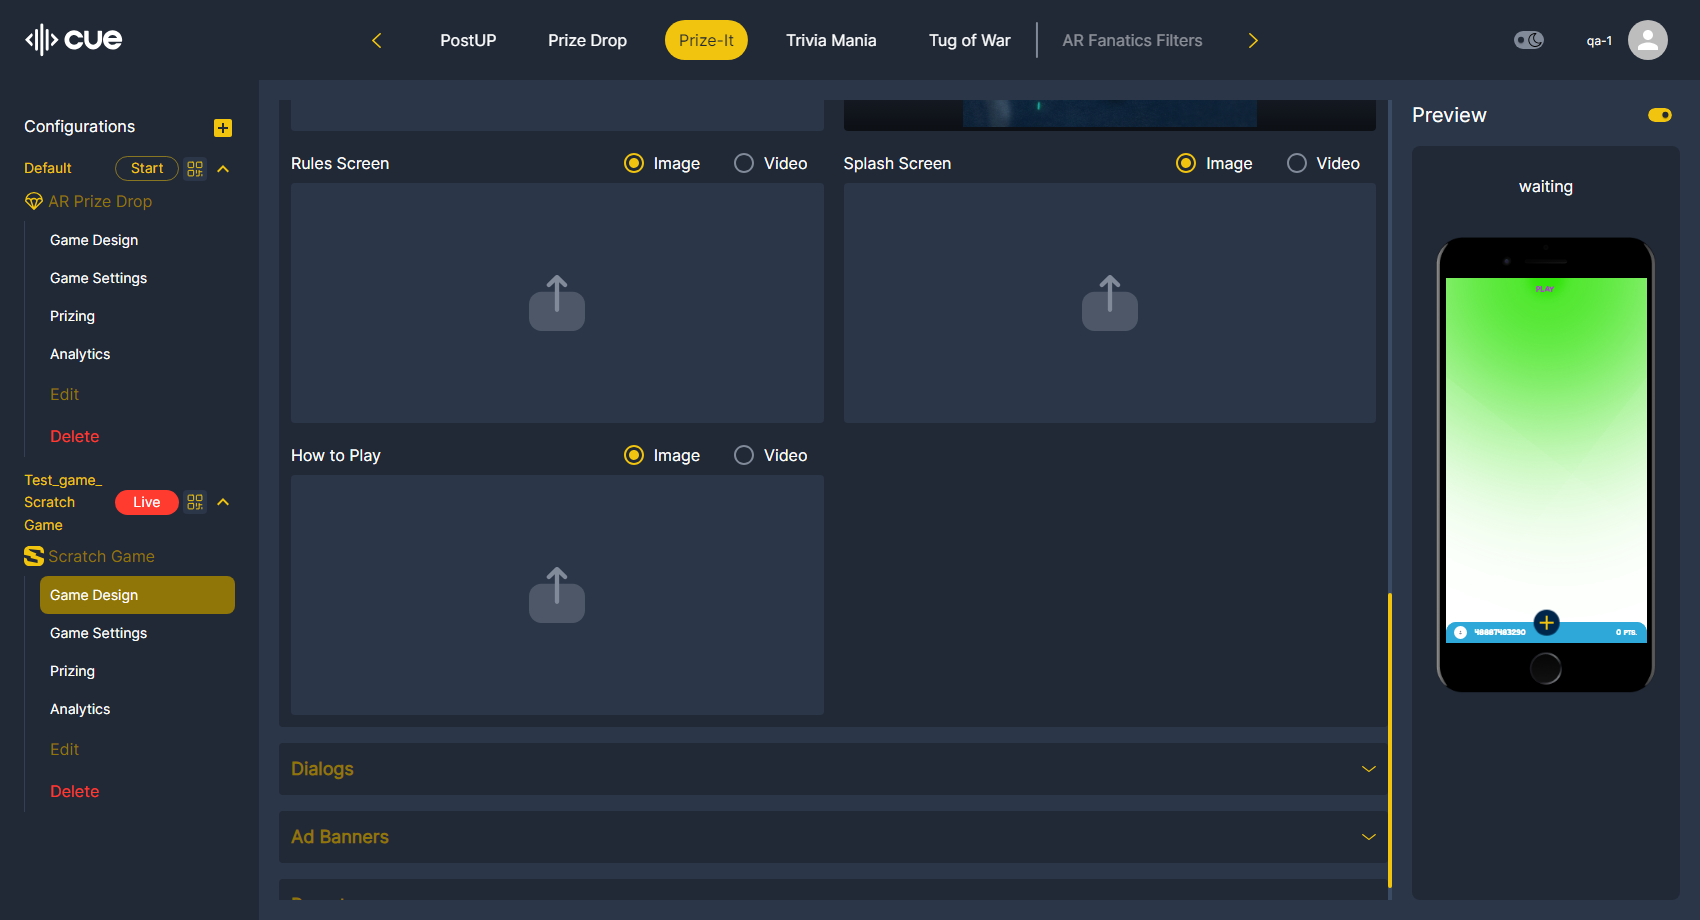 cue
PostUP
Prize Drop
Prize-It
Trivia Mania
Tug of War
AR Fanatics Filters
qa-1
Configurations
Default
Start
AR Prize Drop
Game Design
Game Settings
Prizing
Analytics
Edit
Delete
Test_game_
Scratch
Game
Live
Scratch Game
Game Design
Game Settings
Prizing
Analytics
Edit
Delete
Rules Screen
Image
Video
Splash Screen
Image
Video
How to Play
Image
Video
Dialogs
Ad Banners
Preview
waiting
PLAY
48887483290
0 PTS.